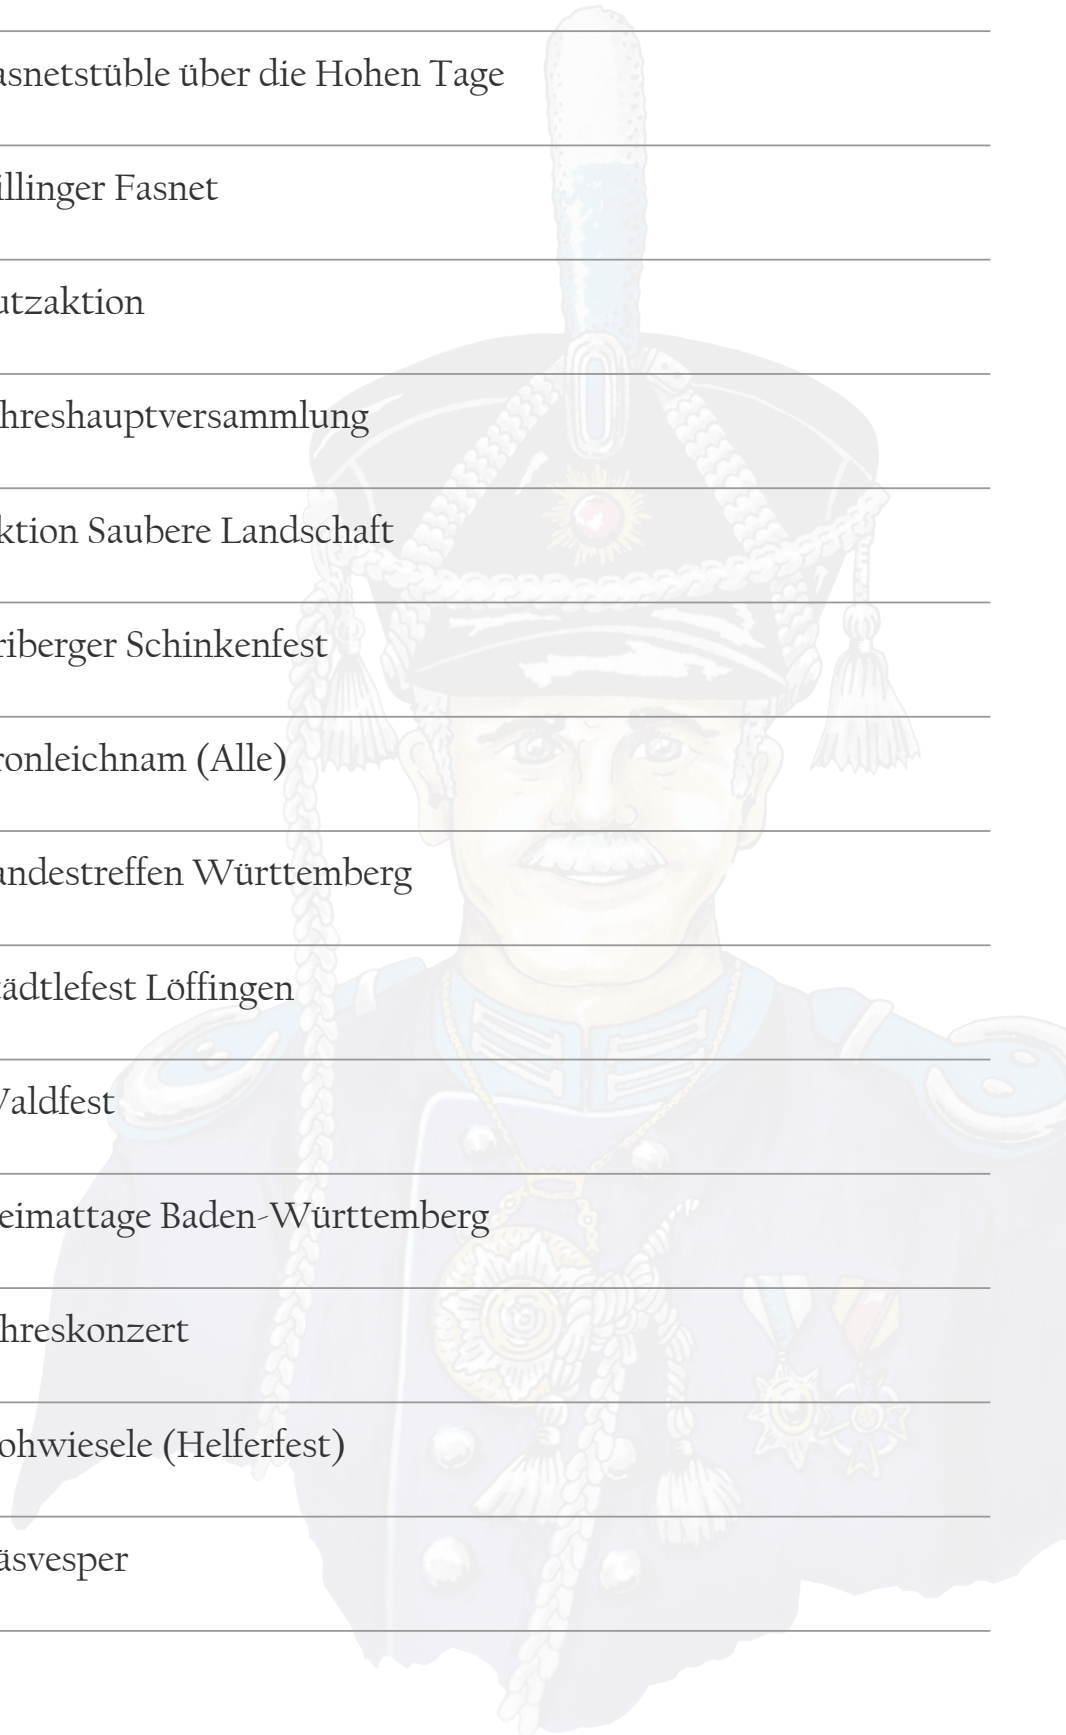 asnetstüble über die Hohen Tage
illinger Fasnet
utzaktion
hreshauptversammlung
ktion Saubere Landschaft
riberger Schinkenfest
ronleichnam (Alle)
andestreffen Württemberg
tädtlefest Löffingen
Valdfest
eimattage Baden-Württemberg
hreskonzert
ohwiesele (Helferfest)
äsvesper